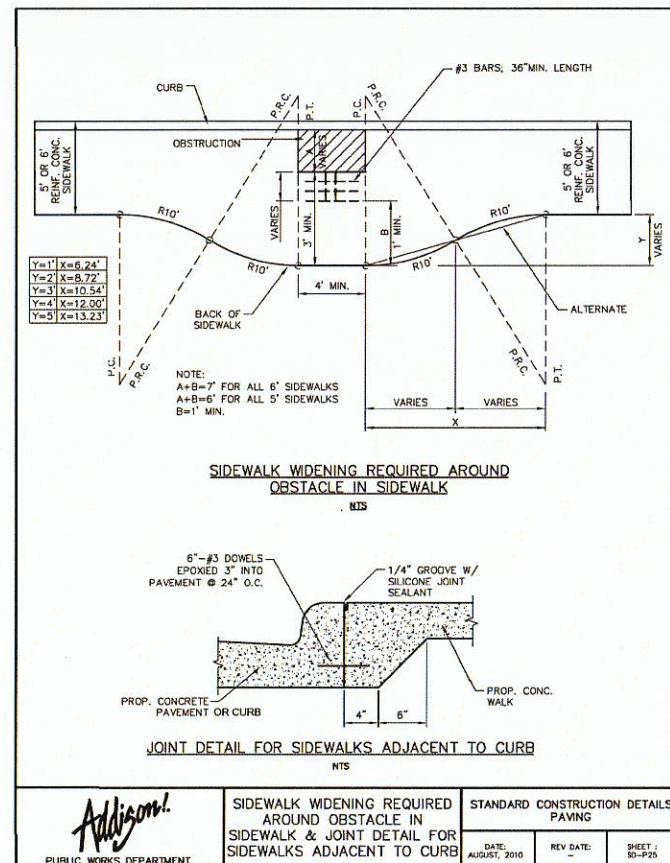 #3 BARS; 36"MIN. LENGTH
CURB
P.R.C.
P.T.
P.C.
P.R.C.
OBSTRUCTION
A
VARIES
5' OR 6'
REINF. CONC.
SIDEWALK
5' OR 6'
REINF. CONC.
SIDEWALK
VARIES
3' MIN.
B
1' MIN.
R10'
R10'
R10'
R10'
Y
VARIES
Y=1' X=6.24'
Y=2' X=8.72'
Y=3' X=10.54'
Y=4' X=12.00'
Y=5' X=13.23'
4' MIN.
BACK OF
SIDEWALK
ALTERNATE
P.C.
P.R.C.
P.R.C.
P.T.
NOTE:
A+B=7' FOR ALL 6' SIDEWALKS
A+B=6' FOR ALL 5' SIDEWALKS
B=1' MIN.
VARIES
VARIES
X
SIDEWALK WIDENING REQUIRED AROUND
OBSTACLE IN SIDEWALK
NTS
6"-#3 DOWELS
EPOXIED 3" INTO
PAVEMENT @ 24" O.C.
1/4" GROOVE W/
SILICONE JOINT
SEALANT
PROP. CONCRETE
PAVEMENT OR CURB
4"
6"
PROP. CONC.
WALK
JOINT DETAIL FOR SIDEWALKS ADJACENT TO CURB
NTS
Addison!
PUBLIC WORKS DEPARTMENT
SIDEWALK WIDENING REQUIRED
AROUND OBSTACLE IN
SIDEWALK & JOINT DETAIL FOR
SIDEWALKS ADJACENT TO CURB
STANDARD CONSTRUCTION DETAILS
PAVING
DATE:
AUGUST, 2010
REV DATE:
SHEET :
SD-P25